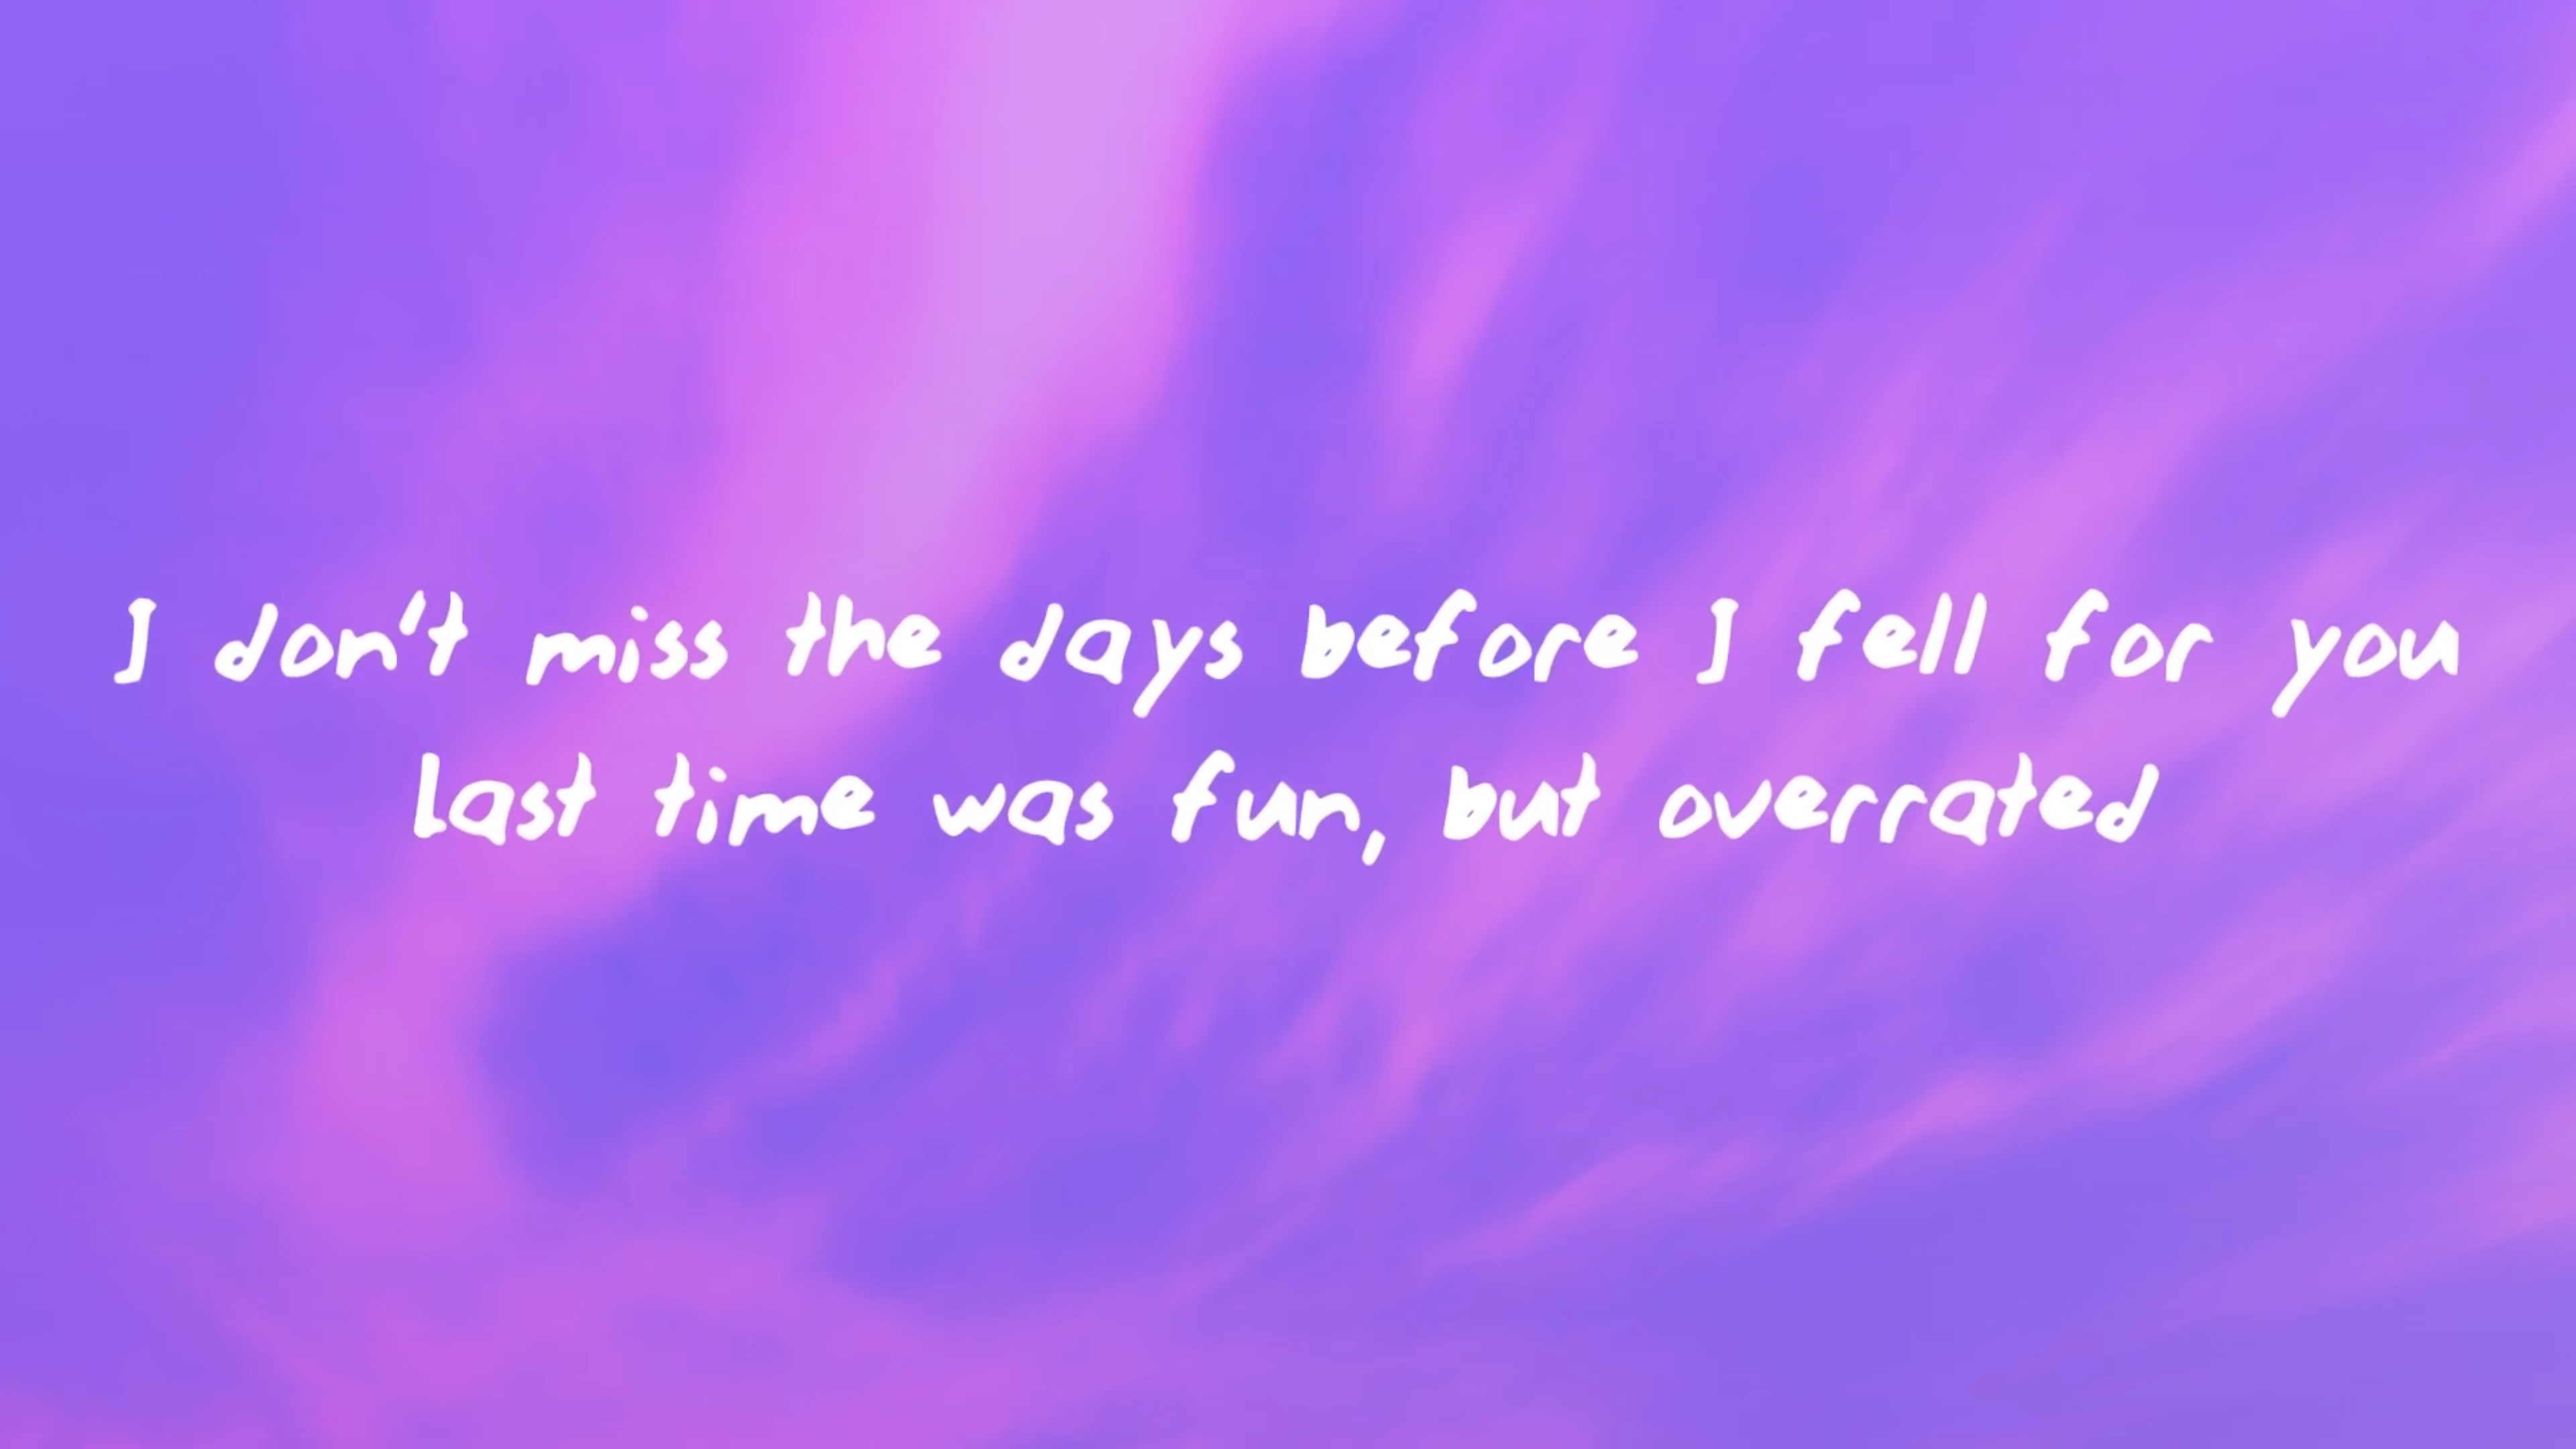 I don't miss the days before I fell for you
last time was fun, but overrated